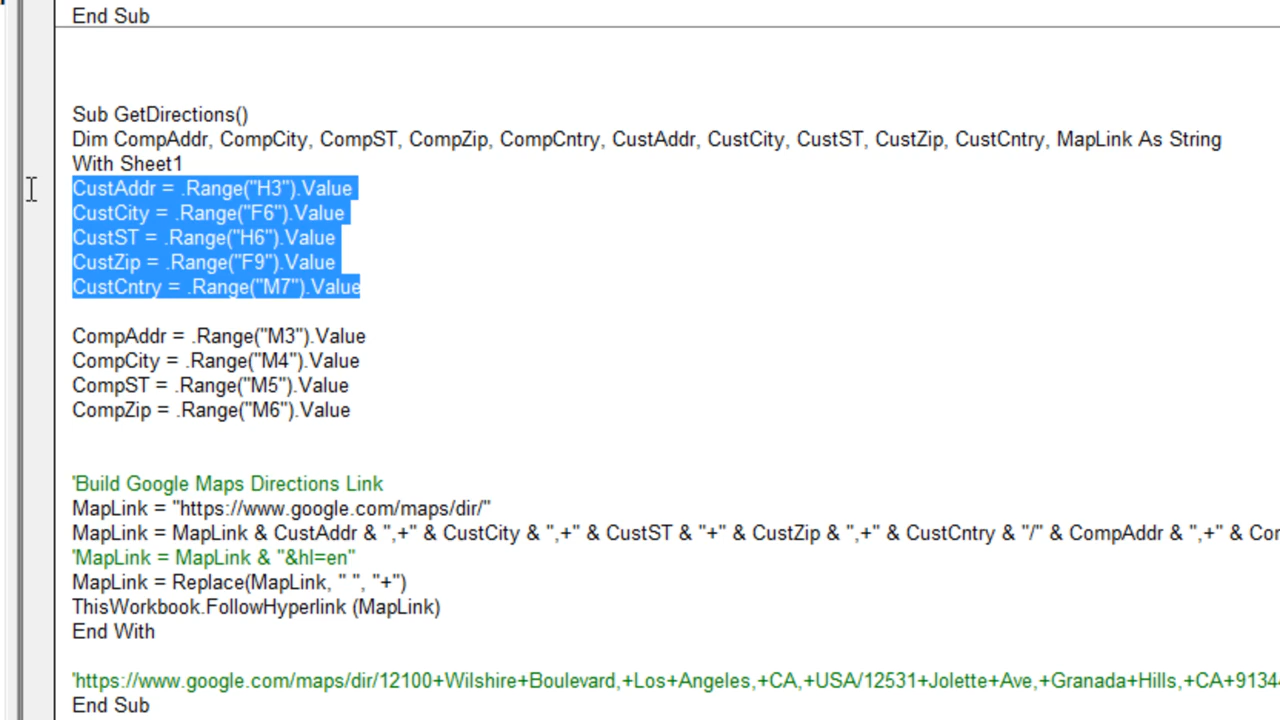 End Sub
Sub GetDirections()
Dim CompAddr, CompCity, CompST, CompZip, CompCntry, CustAddr, CustCity, CustST, CustZip, CustCntry, MapLink As String
With Sheet1
CustAddr = .Range("H3").Value
CustCity = .Range("F6").Value
CustST = .Range("H6").Value
CustZip = .Range("F9").Value
CustCntry = .Range("M7").Value
CompAddr = .Range("M3").Value
CompCity = .Range("M4").Value
CompST = .Range("M5").Value
CompZip = .Range("M6").Value
'Build Google Maps Directions Link
MapLink = "https://www.google.com/maps/dir/"
MapLink = MapLink & CustAddr & ",+" & CustCity & ",+" & CustST & "+" & CustZip & ",+" & CustCntry & "/" & CompAddr & ",+" & Cor
'MapLink = MapLink & "&hl=en"
MapLink = Replace(MapLink, " ", "+")
ThisWorkbook.FollowHyperlink (MapLink)
End With
'https://www.google.com/maps/dir/12100+Wilshire+Boulevard,+Los+Angeles,+CA,+USA/12531+Jolette+Ave,+Granada+Hills,+CA+9134
End Sub